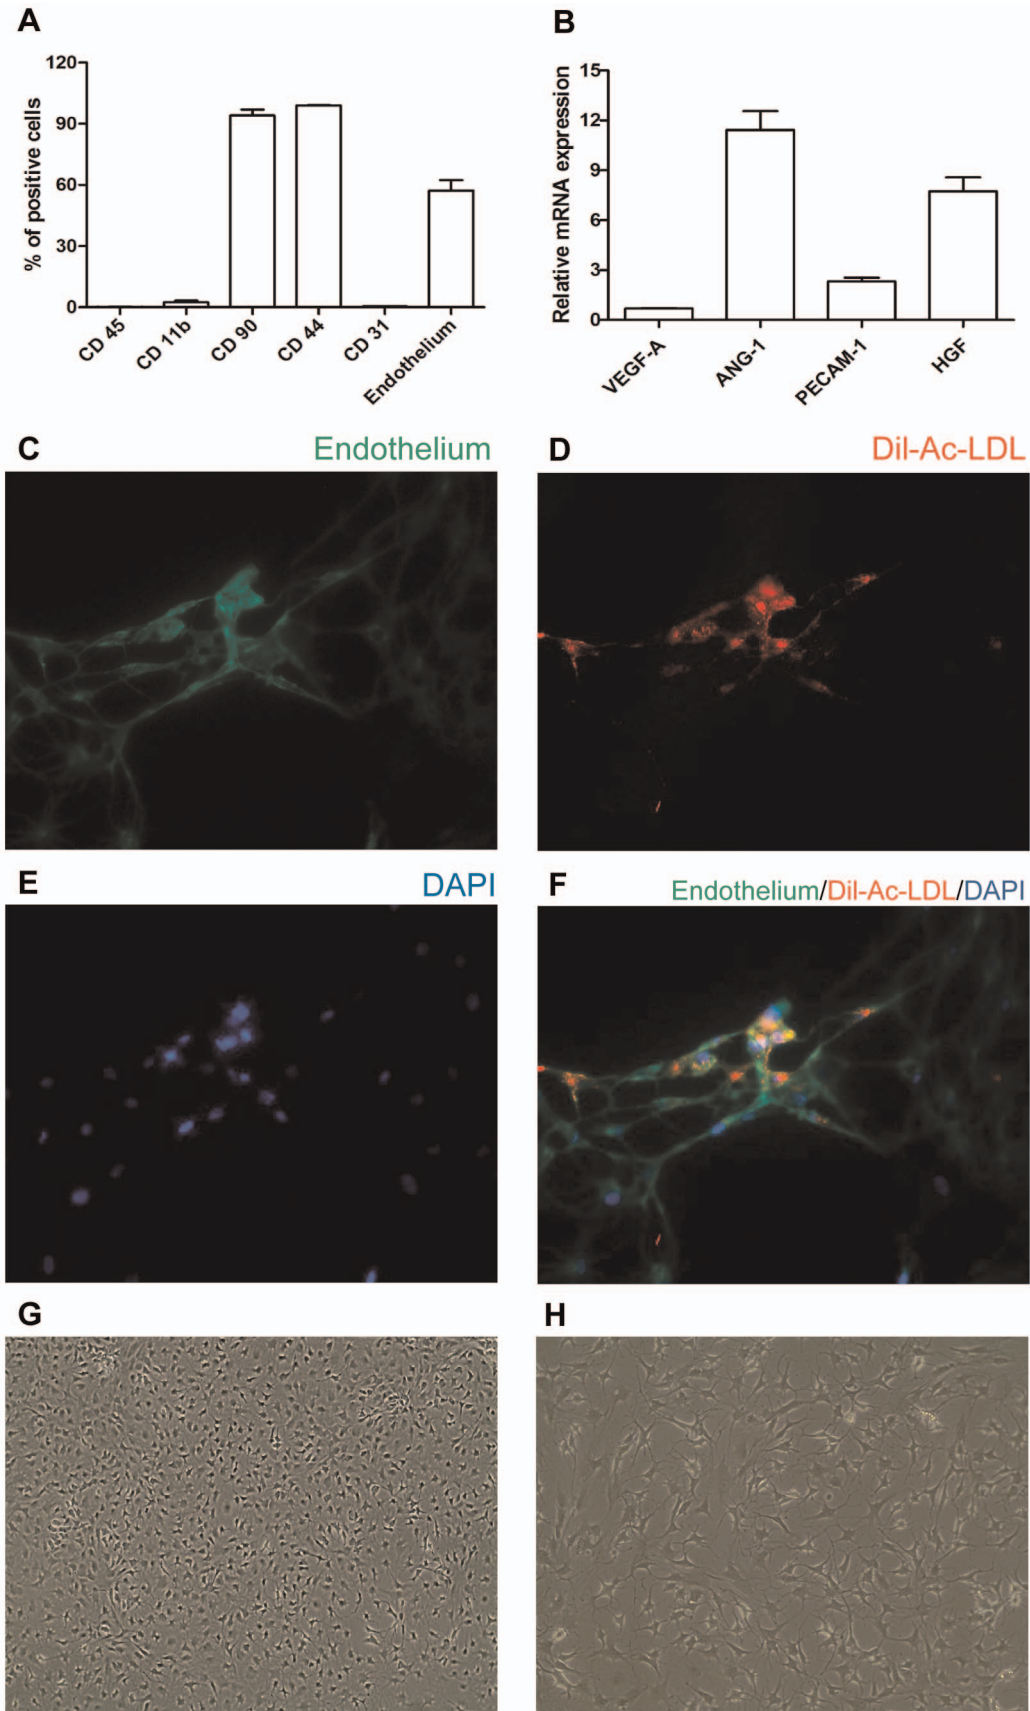 A
% of positive cells
120
90
60
30
0
CD 45
CD 11b
CD 90
CD 44
CD 31
Endothelium
B
Relative mRNA expression
15
12
9
6
3
0
VEGF-A
ANG-1
PECAM-1
HGF
C
Endothelium
D
Dil-Ac-LDL
E
DAPI
F
Endothelium/Dil-Ac-LDL/DAPI
G
H